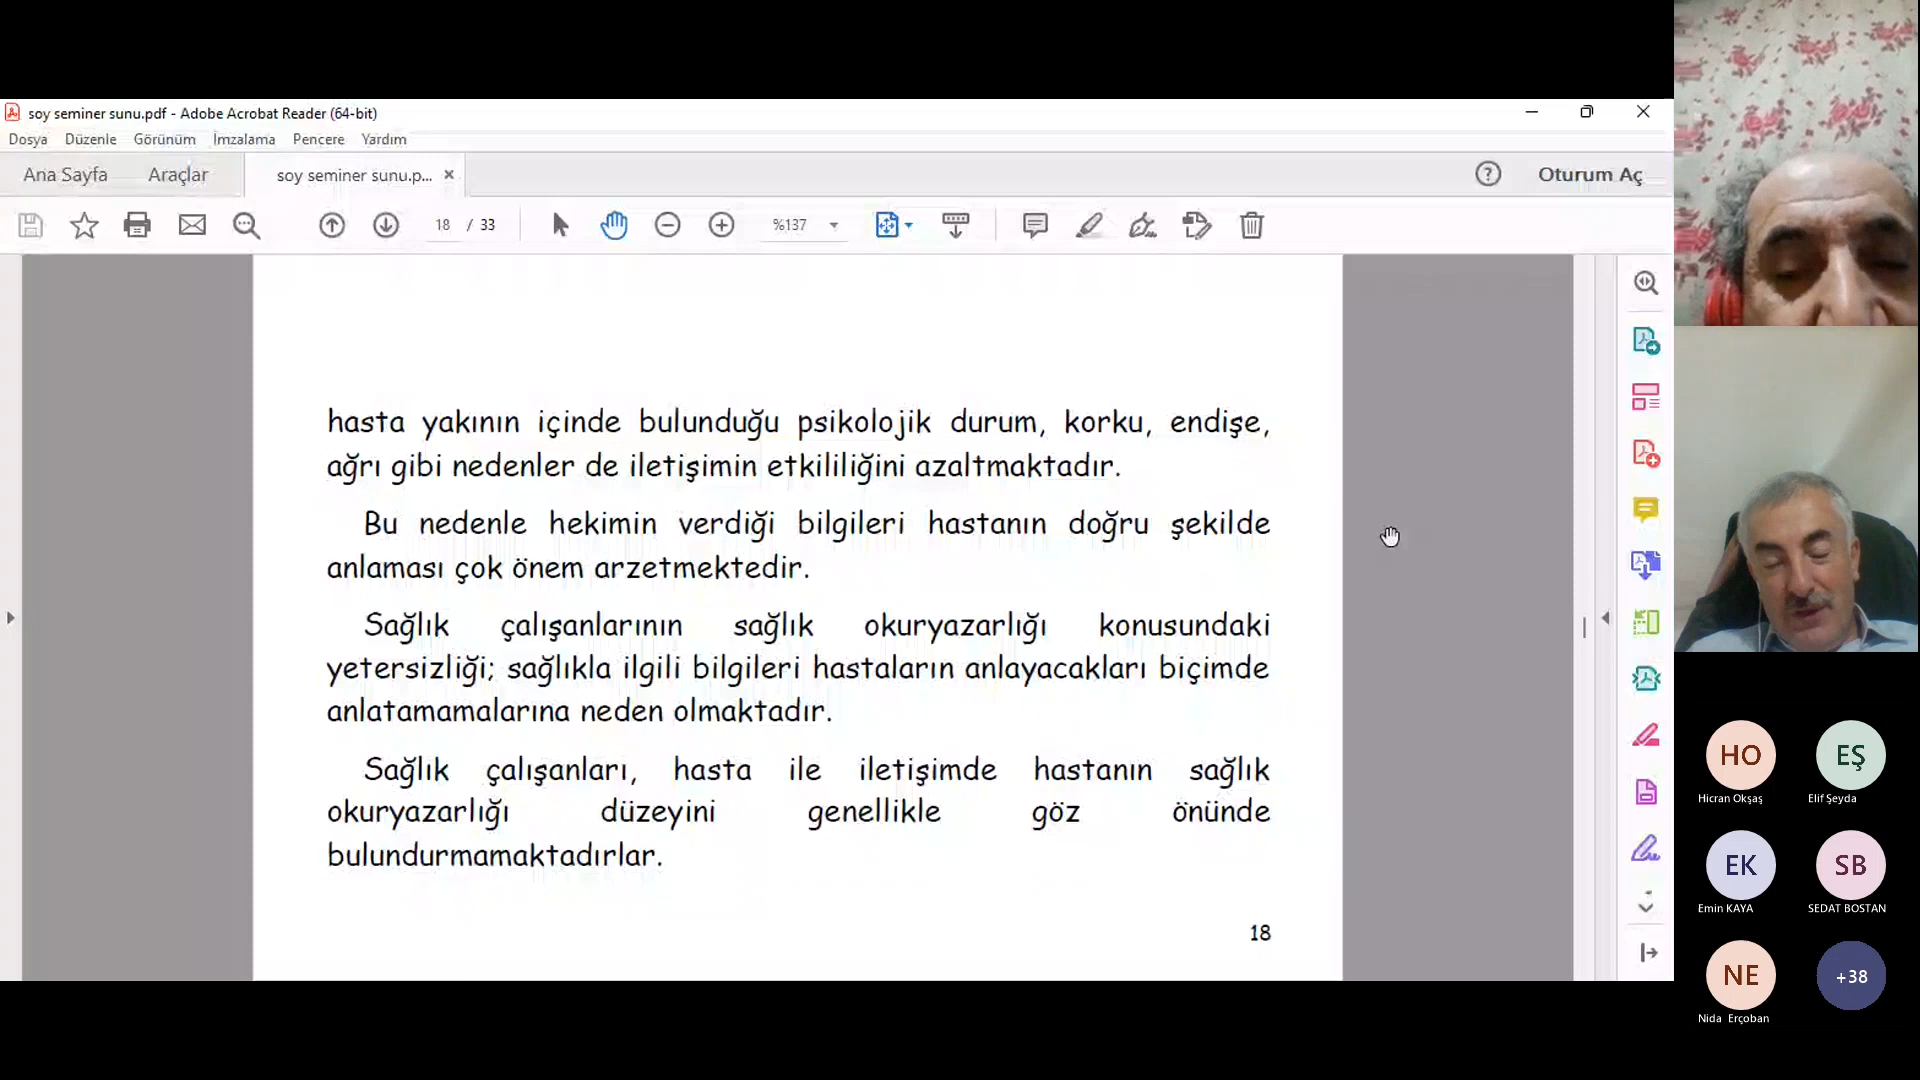 soy seminer sunu.pdf - Adobe Acrobat Reader (64-bit)
Dosya Düzenle Görünüm İmzalama Pencere Yardım
Ana Sayfa Araçlar soy seminer sunu.p... Oturum Aç
18 / 33 %137
hasta yakının içinde bulunduğu psikolojik durum, korku, endişe,
ağrı gibi nedenler de iletişimin etkililiğini azaltmaktadır.
Bu nedenle hekimin verdiği bilgileri hastanın doğru şekilde
anlaması çok önem arzetmektedir.
Sağlık çalışanlarının sağlık okuryazarlığı konusundaki
yetersizliği; sağlıkla ilgili bilgileri hastaların anlayacakları biçimde
anlatamamalarına neden olmaktadır.
Sağlık çalışanları, hasta ile iletişimde hastanın sağlık
okuryazarlığı düzeyini genellikle göz önünde
bulundurmamaktadırlar.
18
HO EŞ
Hicran Okşaş Elif Şeyda
EK SB
Emin KAYA SEDAT BOSTAN
NE +38
Nida Erçoban